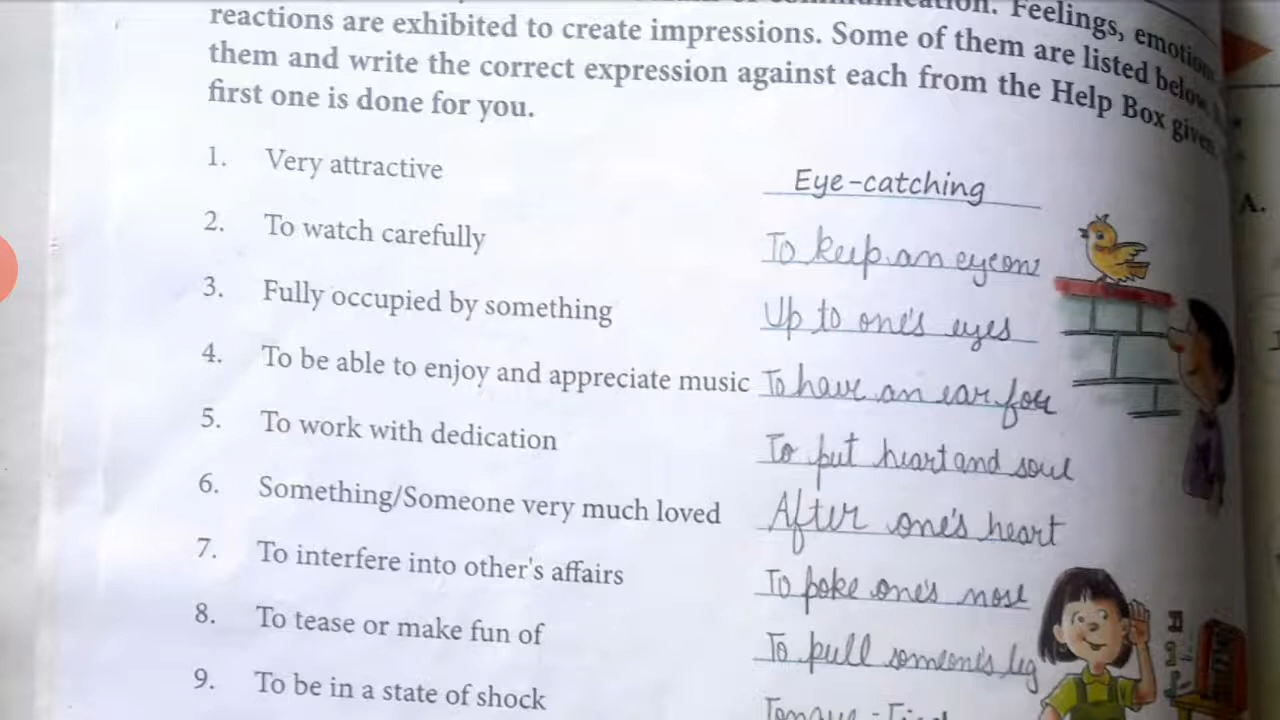 reactions are exhibited to create impressions. Some of them are listed below,
them and write the correct expression against each from the Help Box given
first one is done for you.
1. Very attractive Eye-catching
2. To watch carefully To keep an eye on
3. Fully occupied by something Up to one's eyes
4. To be able to enjoy and appreciate music To have an ear for
5. To work with dedication To put heart and soul
6. Something/Someone very much loved After one's heart
7. To interfere into other's affairs To poke one's nose
8. To tease or make fun of To pull someone's leg
9. To be in a state of shock Tongue-Tied
A.